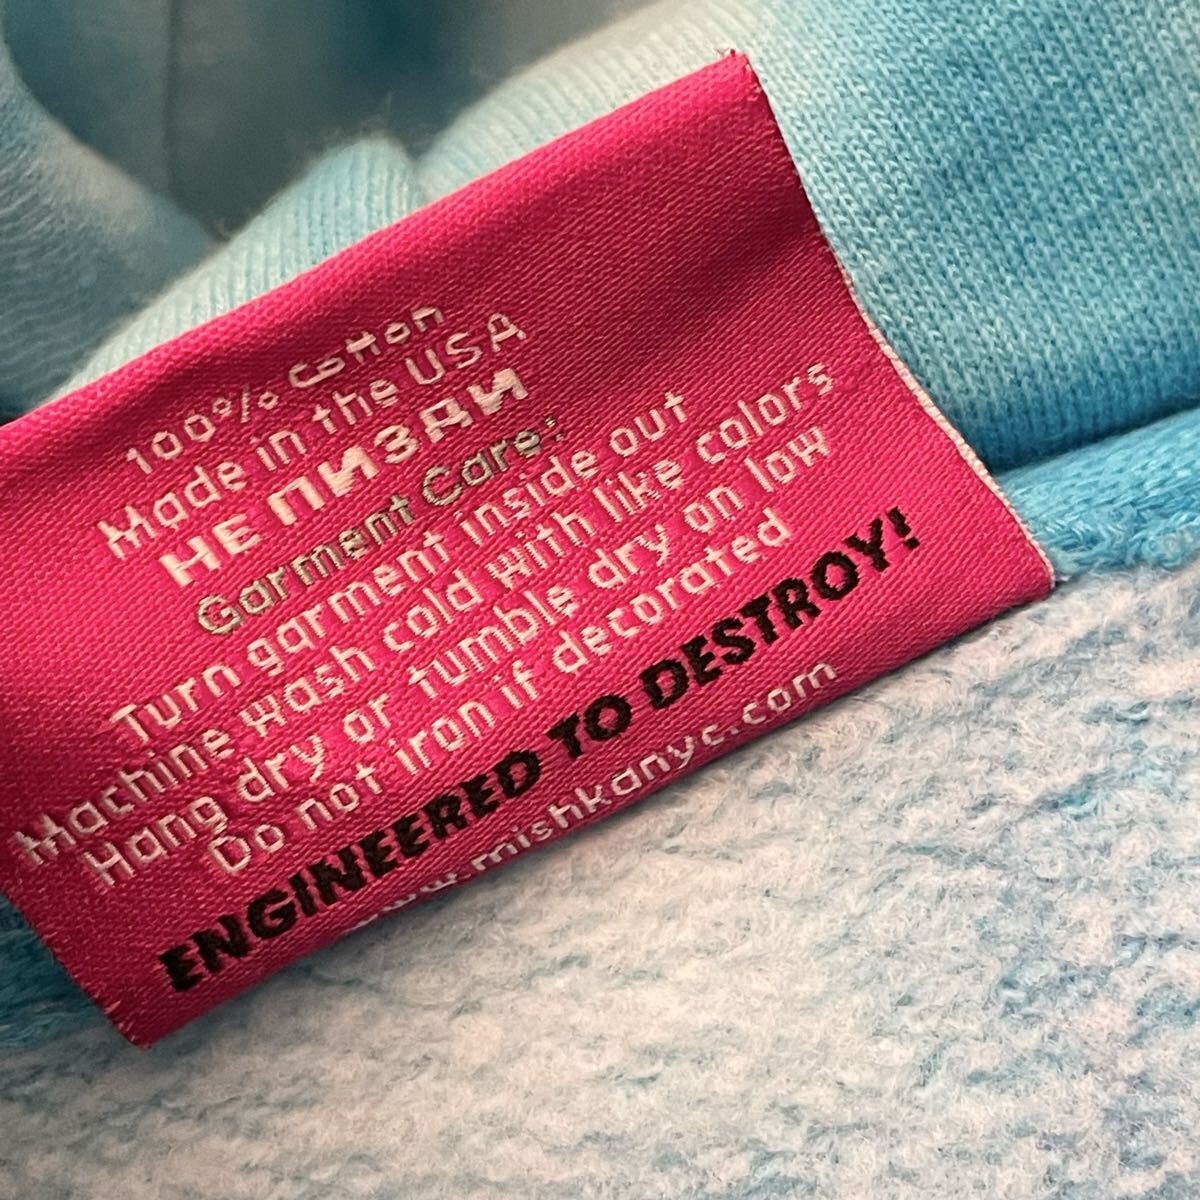 100% Cotton
Made in the USA
НЕ ПИЗДИ
Garment Care:
Turn garment inside out
Machine wash cold with like colors
Hang dry or tumble dry on low
Do not iron if decorated
ENGINEERED TO DESTROY!
www.mishkanyc.com